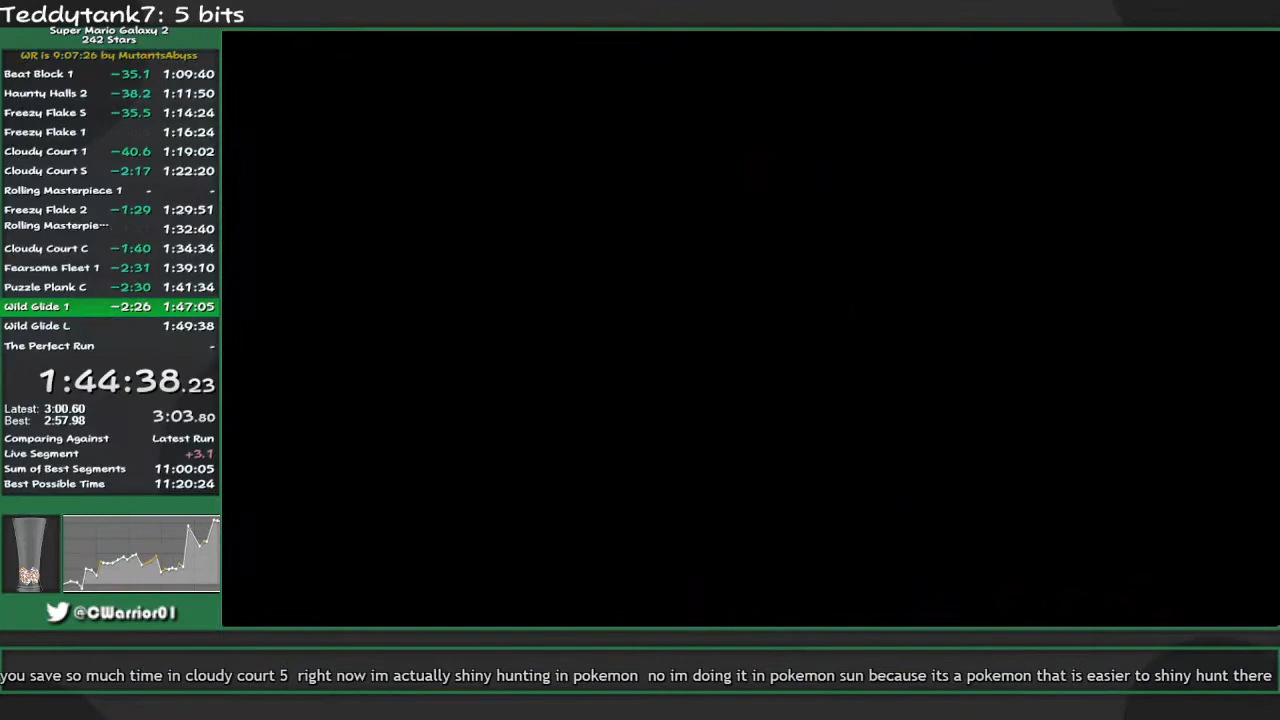 Teddytank7: 5 bits
Super Mario Galaxy 2
242 Stars
WR is 9:07:26 by MutantsAbyss
Beat Block 1 −35.1 1:09:40
Haunty Halls 2 −38.2 1:11:50
Freezy Flake S −35.5 1:14:24
Freezy Flake 1 1:16:24
Cloudy Court 1 −40.6 1:19:02
Cloudy Court S −2:17 1:22:20
Rolling Masterpiece 1 - -
Freezy Flake 2 −1:29 1:29:51
Rolling Masterpie... 1:32:40
Cloudy Court C −1:40 1:34:34
Fearsome Fleet 1 −2:31 1:39:10
Puzzle Plank C −2:30 1:41:34
Wild Glide 1 −2:26 1:47:05
Wild Glide L 1:49:38
The Perfect Run -
1:44:38.23
Latest: 3:00.60
Best: 2:57.98 3:03.80
Comparing Against Latest Run
Live Segment +3.1
Sum of Best Segments 11:00:05
Best Possible Time 11:20:24
@CWarrior01
you save so much time in cloudy court 5 right now im actually shiny hunting in pokemon no im doing it in pokemon sun because its a pokemon that is easier to shiny hunt there